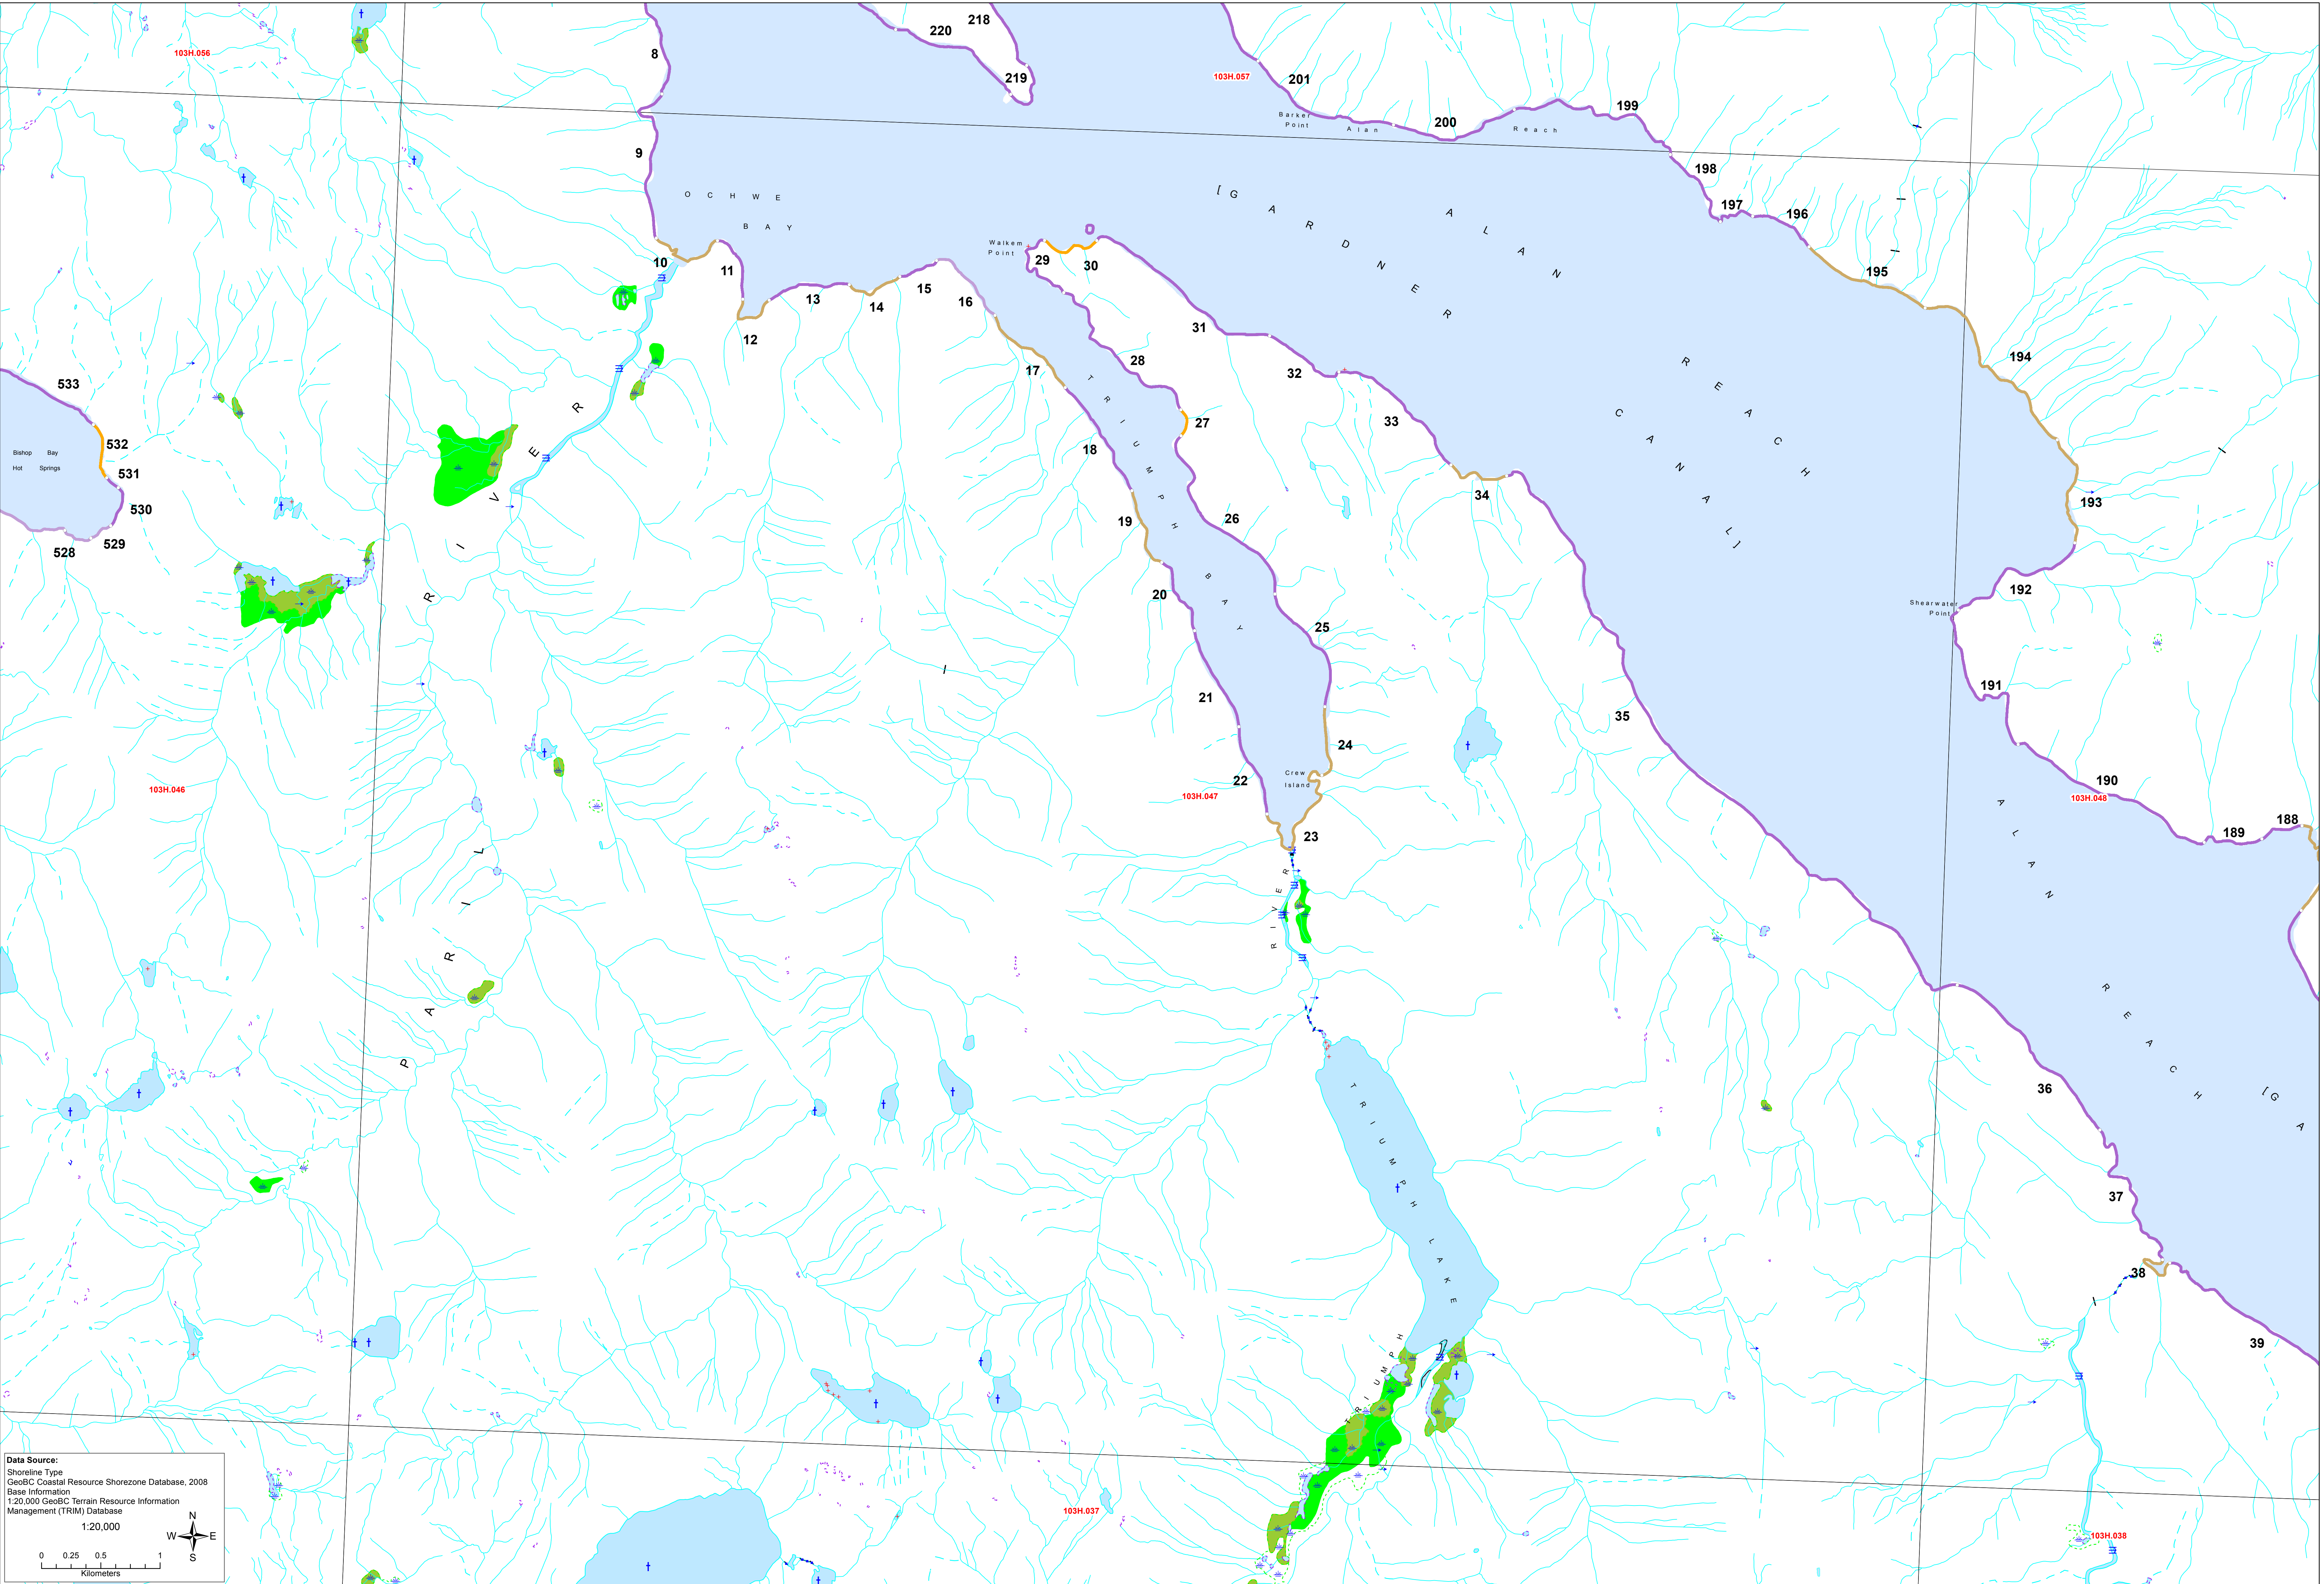 218
220
8
103H.056
219
103H.057
201
Barker
Point
Alan Reach
200
199
9
198
197
196
OCHWE
BAY
[GARDNER
CANAL]
ALAN
REACH
Walkem
Point
10
11
29
30
195
12
13
14
15
16
31
194
28
32
17
533
532
531
530
529
528
Bishop Bay
Hot Springs
27
33
18
TRIUMPH
BAY
34
193
19
26
20
25
192
Shearwater
Point
21
35
191
24
22
Crew
Island
103H.046
103H.047
190
103H.048
23
189
188
RIVER
PARIL
RIVER
ALAN
REACH
[GA
36
TRIUMPH
LAKE
37
38
39
TRIUMPH
Data Source:
Shoreline Type
GeoBC Coastal Resource Shorezone Database, 2008
Base Information
1:20,000 GeoBC Terrain Resource Information
Management (TRIM) Database
1:20,000
N
W E
S
0 0.25 0.5 1
Kilometers
103H.037
103H.038